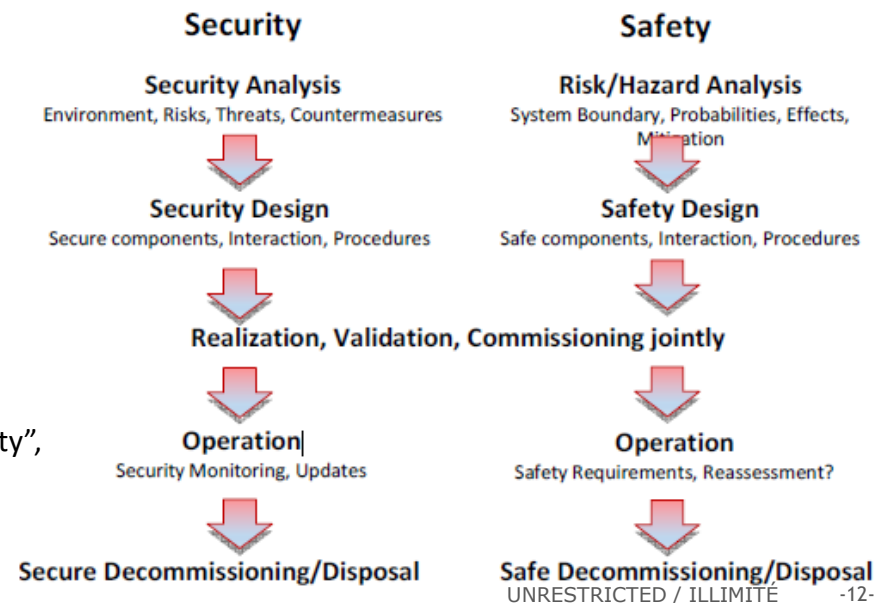 Security
Safety
Security Analysis
Environment, Risks, Threats, Countermeasures
Risk/Hazard Analysis
System Boundary, Probabilities, Effects,
Mitigation
Security Design
Secure components, Interaction, Procedures
Safety Design
Safe components, Interaction, Procedures
Realization, Validation, Commissioning jointly
ty”,
Operation
Security Monitoring, Updates
Operation
Safety Requirements, Reassessment?
Secure Decommissioning/Disposal
Safe Decommissioning/Disposal
UNRESTRICTED / ILLIMITÉ -12-